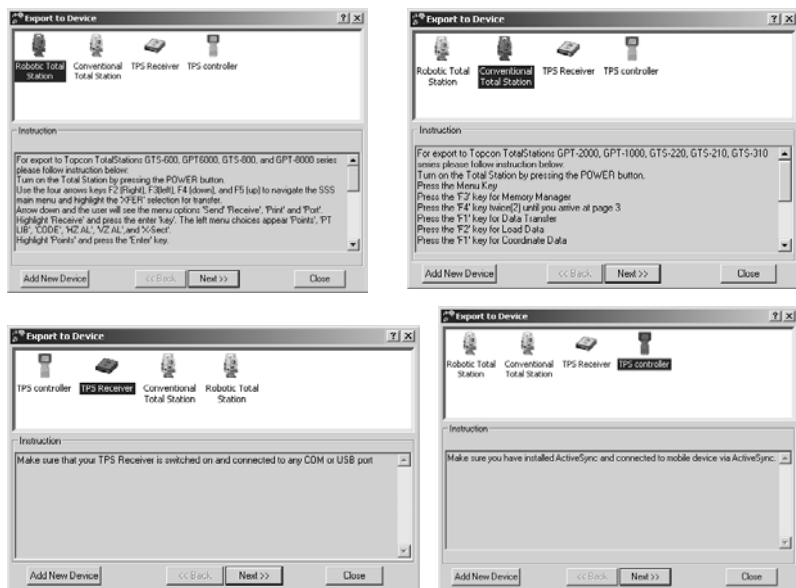 Export to Device
Robotic Total Station
Conventional Total Station
TPS Receiver
TPS controller
Instruction
For export to Topcon TotalStations GTS-600, GPT6000, GTS-800, and GPT-8000 series
please follow instruction below:
Turn on the Total Station by pressing the POWER button.
Use the four arrows keys F2 (Right), F3(left), F4 (down), and F5 (up) to navigate the SSS
main menu and highlight the 'XFER' selection for transfer.
Arrow down and the user will see the menu options 'Send' 'Receive', 'Print' and 'Port'.
Highlight 'Receive' and press the enter 'key'. The left menu choices appear 'Points', 'PT
LIB', 'CODE', 'HZ AL', 'VZ AL',and 'X-Sect'.
Highlight 'Points' and press the 'Enter' key.
Add New Device
<< Back
Next >>
Close
Export to Device
Robotic Total Station
Conventional Total Station
TPS Receiver
TPS controller
Instruction
For export to Topcon TotalStations GPT-2000, GPT-1000, GTS-220, GTS-210, GTS-310
series please follow instruction below:
Turn on the Total Station by pressing the POWER button.
Press the Menu Key
Press the 'F3' key for Memory Manager
Press the 'F4' key twice(2) until you arrive at page 3
Press the 'F1' key for Data Transfer
Press the 'F2' key for Load Data
Press the 'F1' key for Coordinate Data
Add New Device
<< Back
Next >>
Close
Export to Device
TPS controller
TPS Receiver
Conventional Total Station
Robotic Total Station
Instruction
Make sure that your TPS Receiver is switched on and connected to any COM or USB port
Add New Device
<< Back
Next >>
Close
Export to Device
Robotic Total Station
Conventional Total Station
TPS Receiver
TPS controller
Instruction
Make sure you have installed ActiveSync and connected to mobile device via ActiveSync.
Add New Device
<< Back
Next >>
Close